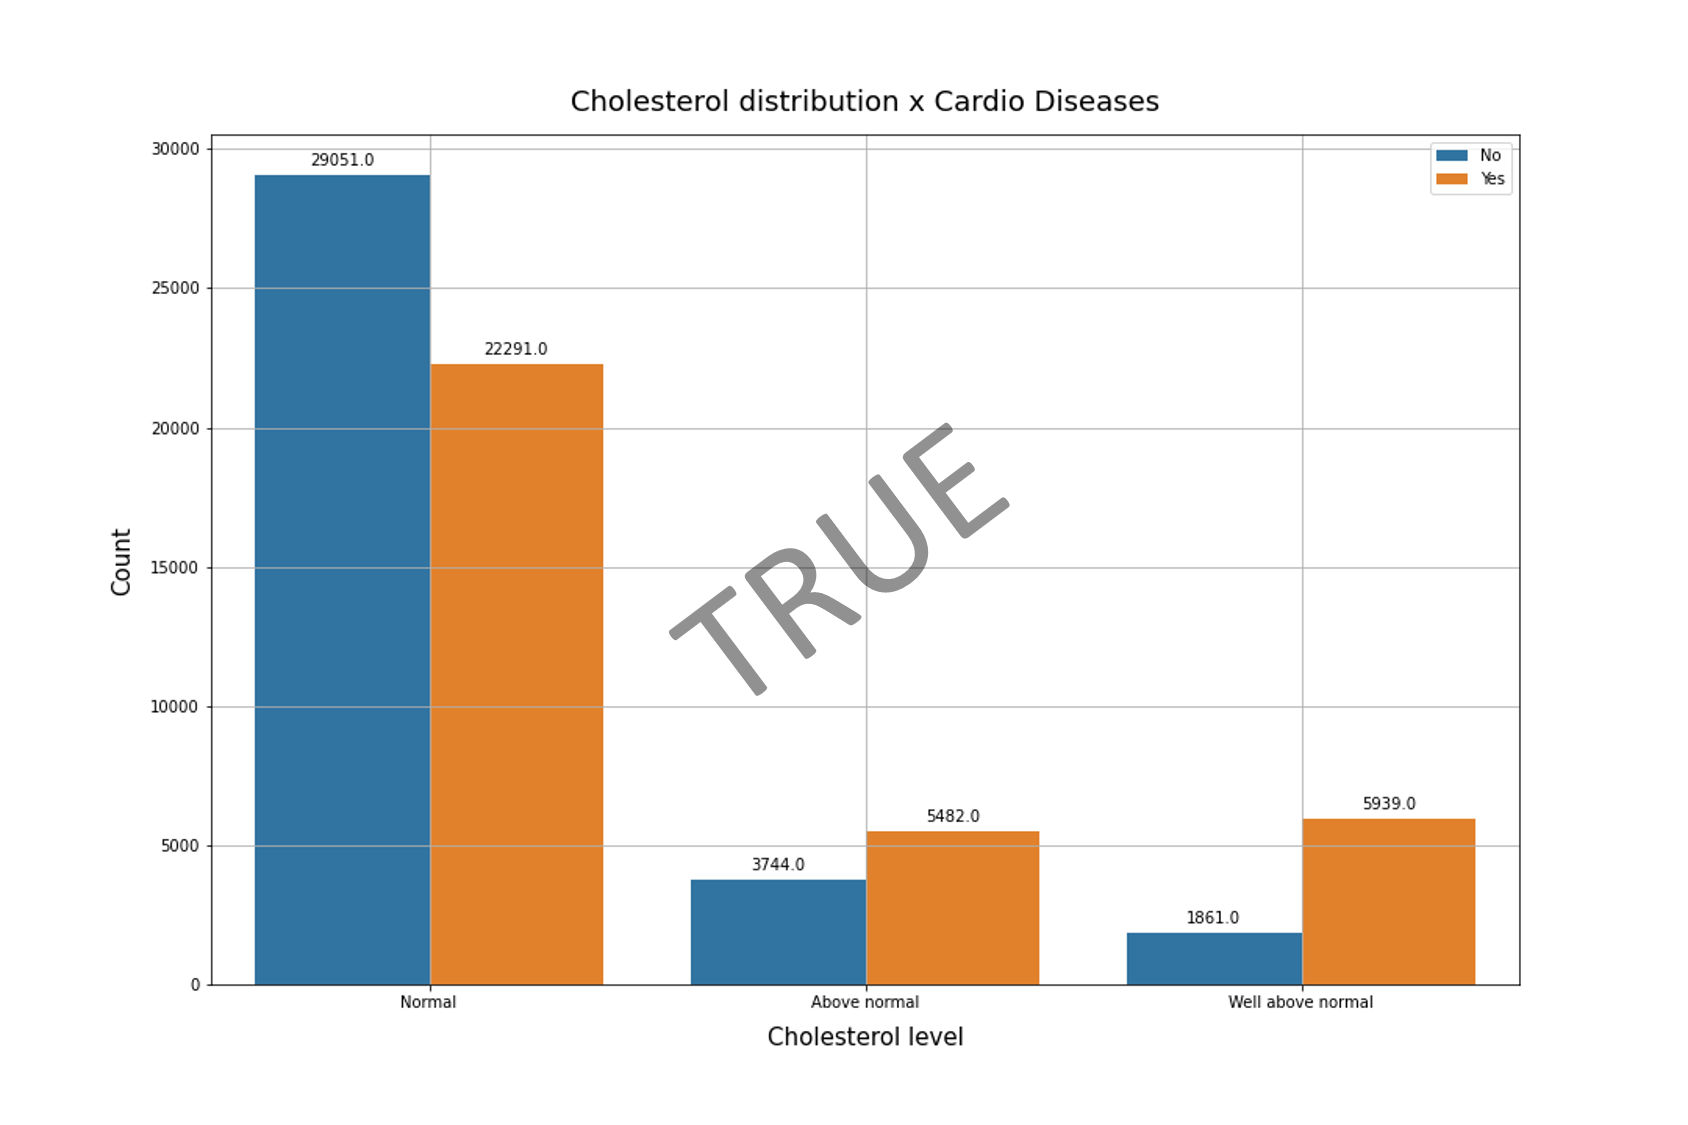 Cholesterol distribution x Cardio Diseases
30000
25000
20000
15000
10000
5000
0
Count
29051.0
22291.0
3744.0
5482.0
1861.0
5939.0
No
Yes
TRUE
Normal
Above normal
Well above normal
Cholesterol level